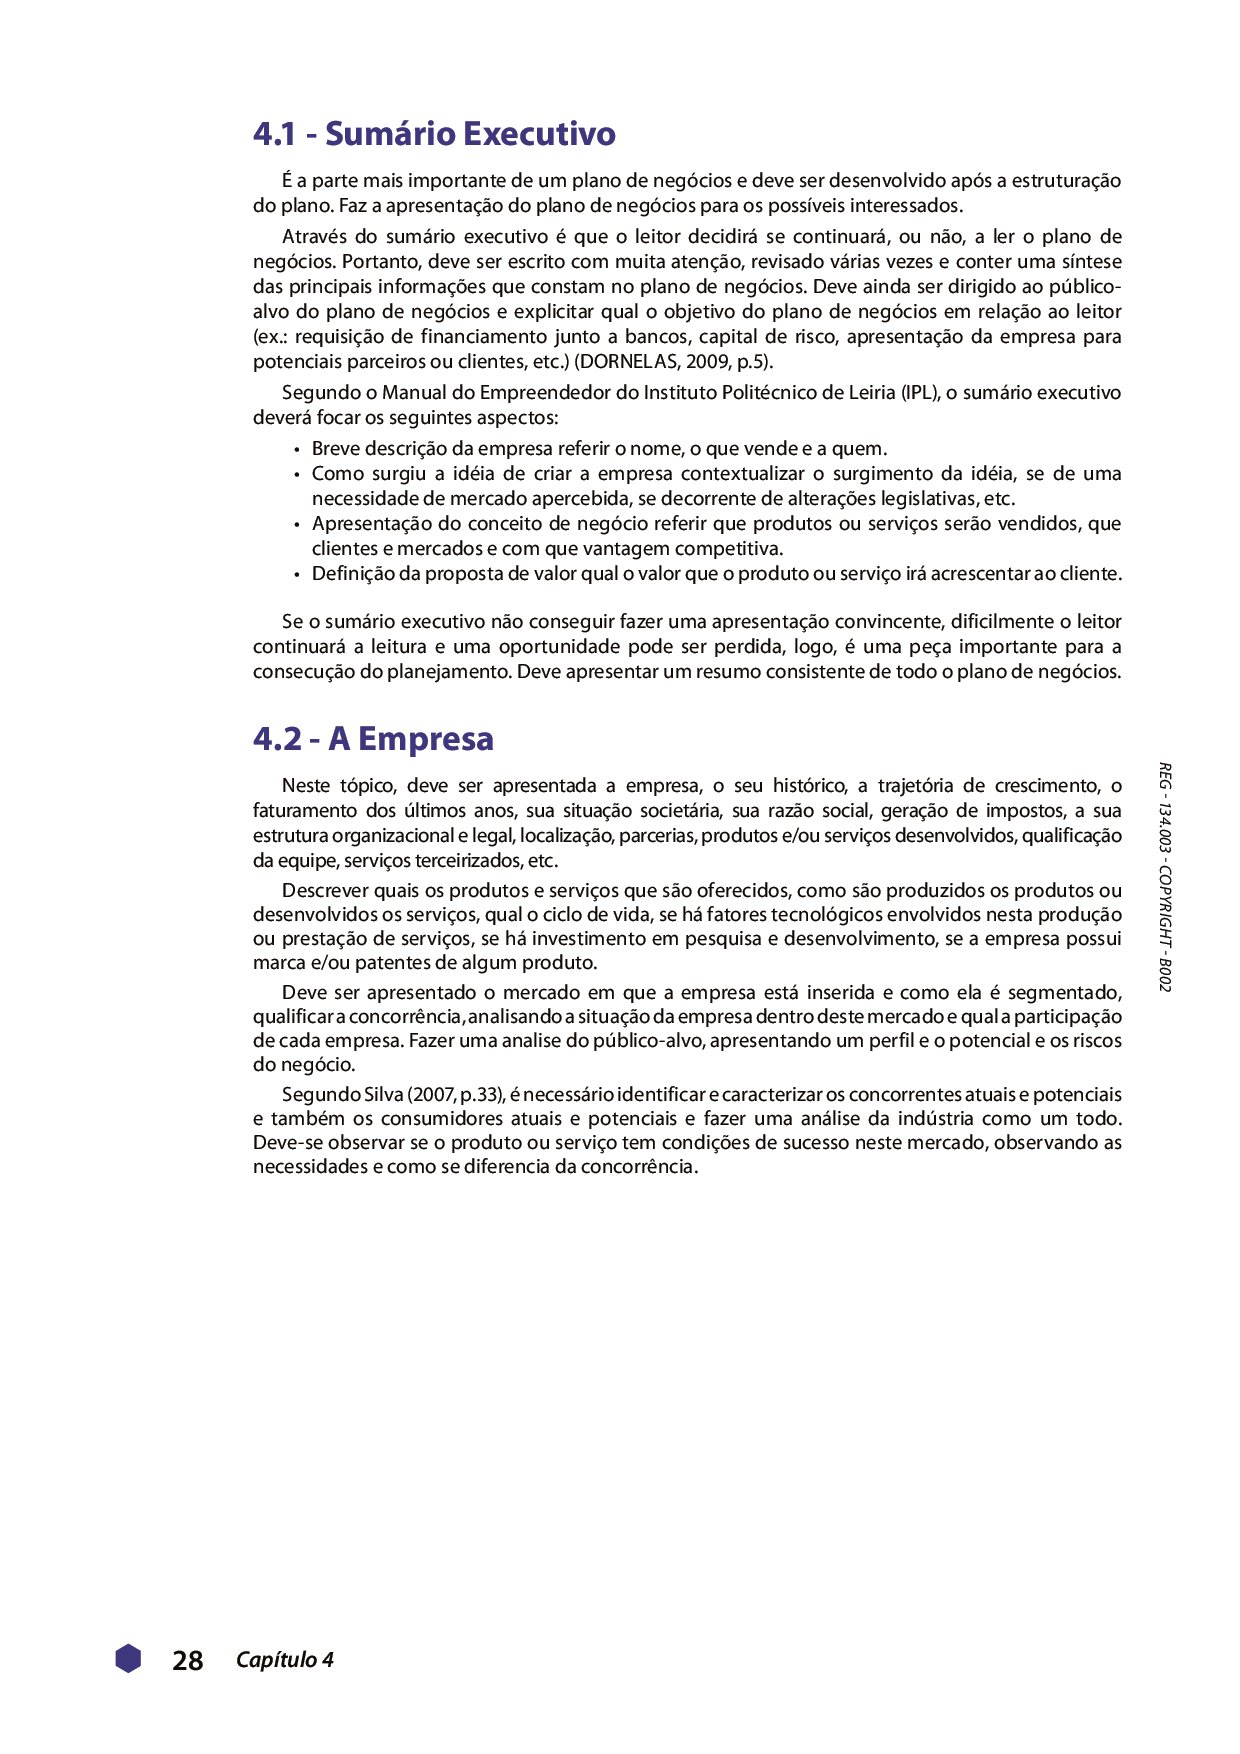 4.1 - Sumário Executivo
É a parte mais importante de um plano de negócios e deve ser desenvolvido após a estruturação
do plano. Faz a apresentação do plano de negócios para os possíveis interessados.
Através do sumário executivo é que o leitor decidirá se continuará, ou não, a ler o plano de
negócios. Portanto, deve ser escrito com muita atenção, revisado várias vezes e conter uma síntese
das principais informações que constam no plano de negócios. Deve ainda ser dirigido ao público-
alvo do plano de negócios e explicitar qual o objetivo do plano de negócios em relação ao leitor
(ex.: requisição de financiamento junto a bancos, capital de risco, apresentação da empresa para
potenciais parceiros ou clientes, etc.) (DORNELAS, 2009, p.5).
Segundo o Manual do Empreendedor do Instituto Politécnico de Leiria (IPL), o sumário executivo
deverá focar os seguintes aspectos:
• Breve descrição da empresa referir o nome, o que vende e a quem.
• Como surgiu a idéia de criar a empresa contextualizar o surgimento da idéia, se de uma
necessidade de mercado apercebida, se decorrente de alterações legislativas, etc.
• Apresentação do conceito de negócio referir que produtos ou serviços serão vendidos, que
clientes e mercados e com que vantagem competitiva.
• Definição da proposta de valor qual o valor que o produto ou serviço irá acrescentar ao cliente.
Se o sumário executivo não conseguir fazer uma apresentação convincente, dificilmente o leitor
continuará a leitura e uma oportunidade pode ser perdida, logo, é uma peça importante para a
consecução do planejamento. Deve apresentar um resumo consistente de todo o plano de negócios.
4.2 - A Empresa
Neste tópico, deve ser apresentada a empresa, o seu histórico, a trajetória de crescimento, o
faturamento dos últimos anos, sua situação societária, sua razão social, geração de impostos, a sua
estrutura organizacional e legal, localização, parcerias, produtos e/ou serviços desenvolvidos, qualificação
da equipe, serviços terceirizados, etc.
Descrever quais os produtos e serviços que são oferecidos, como são produzidos os produtos ou
desenvolvidos os serviços, qual o ciclo de vida, se há fatores tecnológicos envolvidos nesta produção
ou prestação de serviços, se há investimento em pesquisa e desenvolvimento, se a empresa possui
marca e/ou patentes de algum produto.
Deve ser apresentado o mercado em que a empresa está inserida e como ela é segmentado,
qualificar a concorrência, analisando a situação da empresa dentro deste mercado e qual a participação
de cada empresa. Fazer uma analise do público-alvo, apresentando um perfil e o potencial e os riscos
do negócio.
Segundo Silva (2007, p.33), é necessário identificar e caracterizar os concorrentes atuais e potenciais
e também os consumidores atuais e potenciais e fazer uma análise da indústria como um todo.
Deve-se observar se o produto ou serviço tem condições de sucesso neste mercado, observando as
necessidades e como se diferencia da concorrência.
REG - 134.003 - COPYRIGHT - B002
28 Capítulo 4